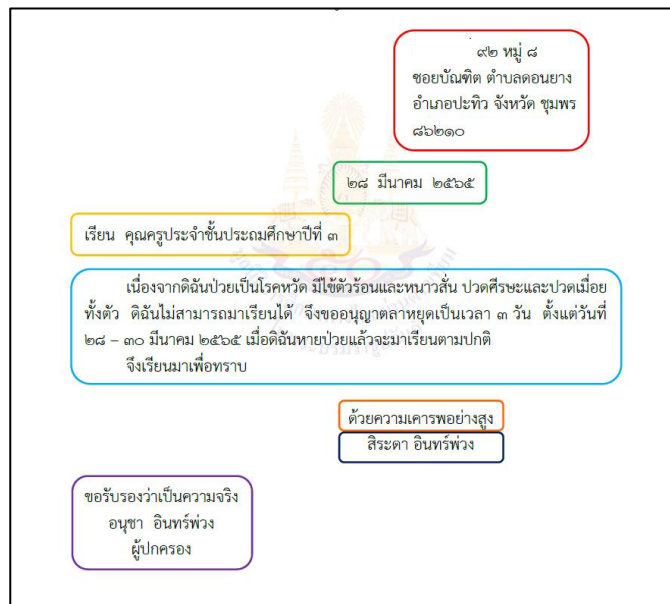 ๙๒ หมู่ ๘
ซอยบัณฑิต ตำบลดอนยาง
อำเภอปะทิว จังหวัด ชุมพร
๘๖๒๑๐
๒๘ มีนาคม ๒๕๖๕
เรียน คุณครูประจำชั้นประถมศึกษาปีที่ ๓
เนื่องจากดิฉันป่วยเป็นโรคหวัด มีไข้ตัวร้อนและหนาวสั่น ปวดศีรษะและปวดเมื่อย
ทั้งตัว ดิฉันไม่สามารถมาเรียนได้ จึงขออนุญาตลาหยุดเป็นเวลา ๓ วัน ตั้งแต่วันที่
๒๘ – ๓๐ มีนาคม ๒๕๖๕ เมื่อดิฉันหายป่วยแล้วจะมาเรียนตามปกติ
จึงเรียนมาเพื่อทราบ
ด้วยความเคารพอย่างสูง
สิระดา อินทร์พ่วง
ขอรับรองว่าเป็นความจริง
อนุชา อินทร์พ่วง
ผู้ปกครอง